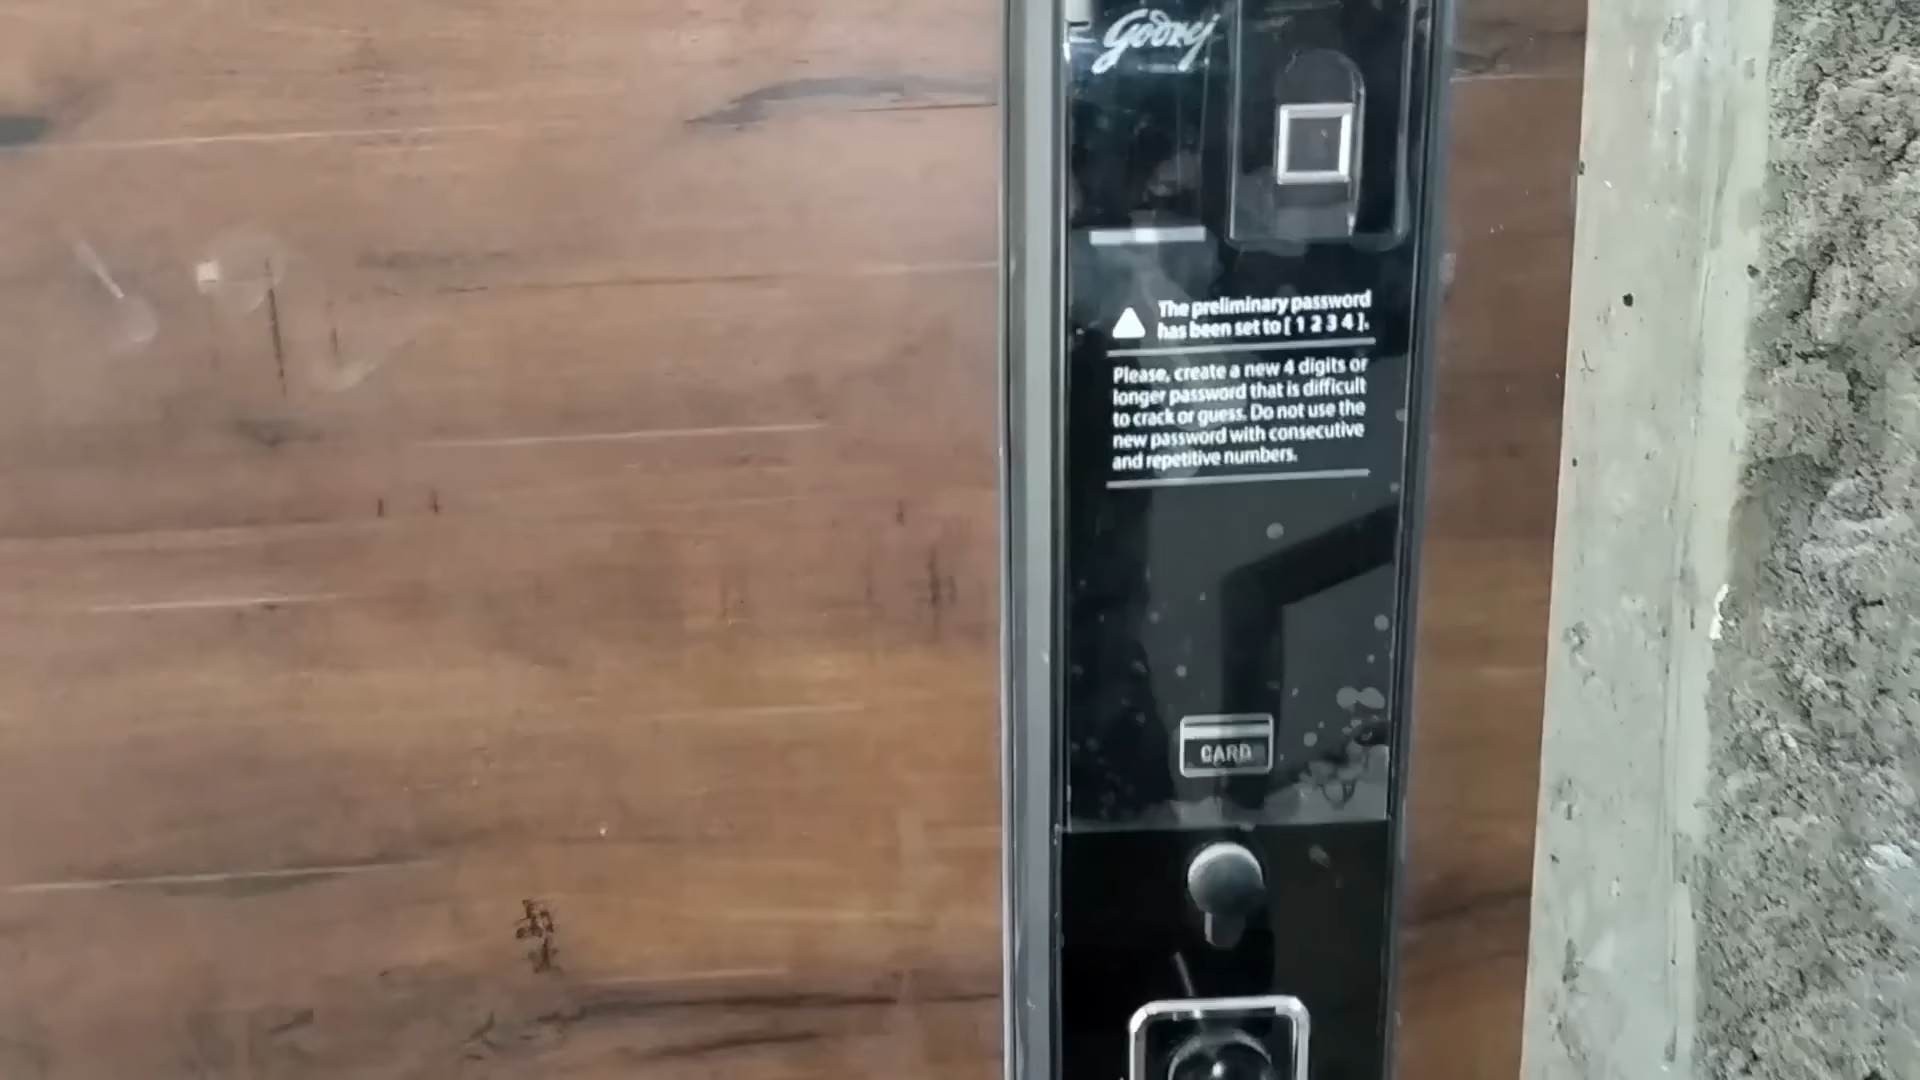 Godrej
The preliminary password
has been set to [ 1 2 3 4 ].
Please, create a new 4 digits or
longer password that is difficult
to crack or guess. Do not use the
new password with consecutive
and repetitive numbers.
CARD